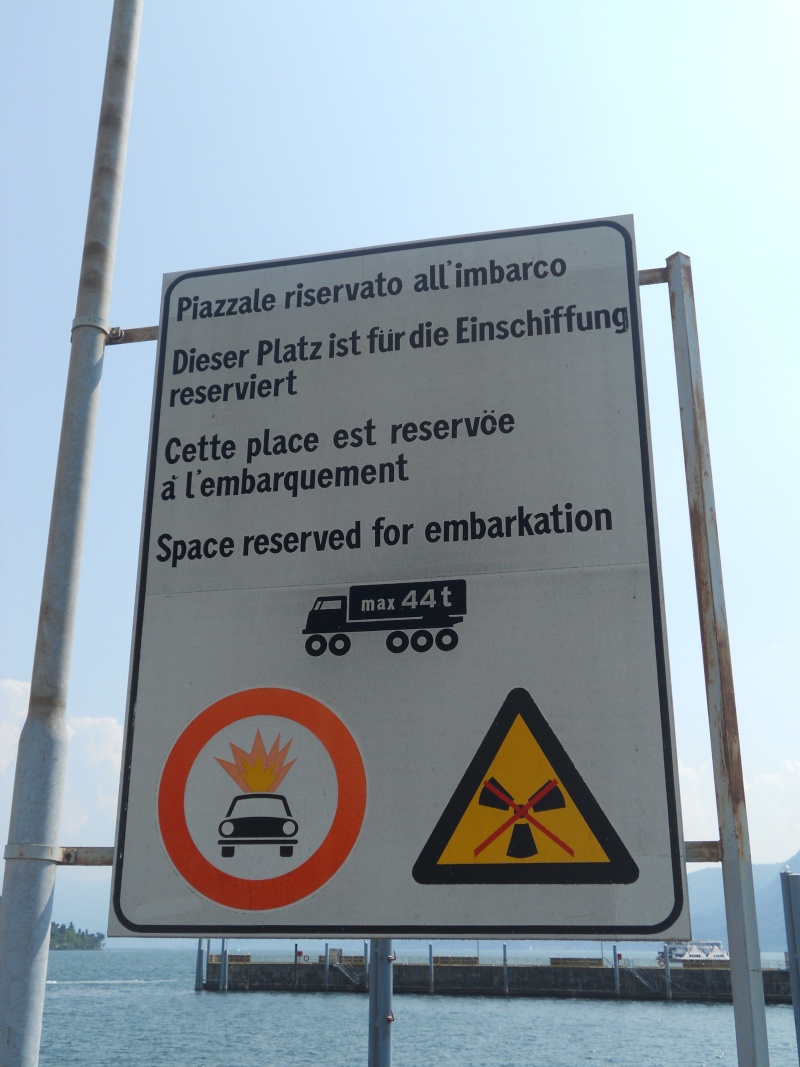 Piazzale riservato all'imbarco
Dieser Platz ist für die Einschiffung
reserviert
Cette place est reservöe
á l'embarquement
Space reserved for embarkation
max 44t